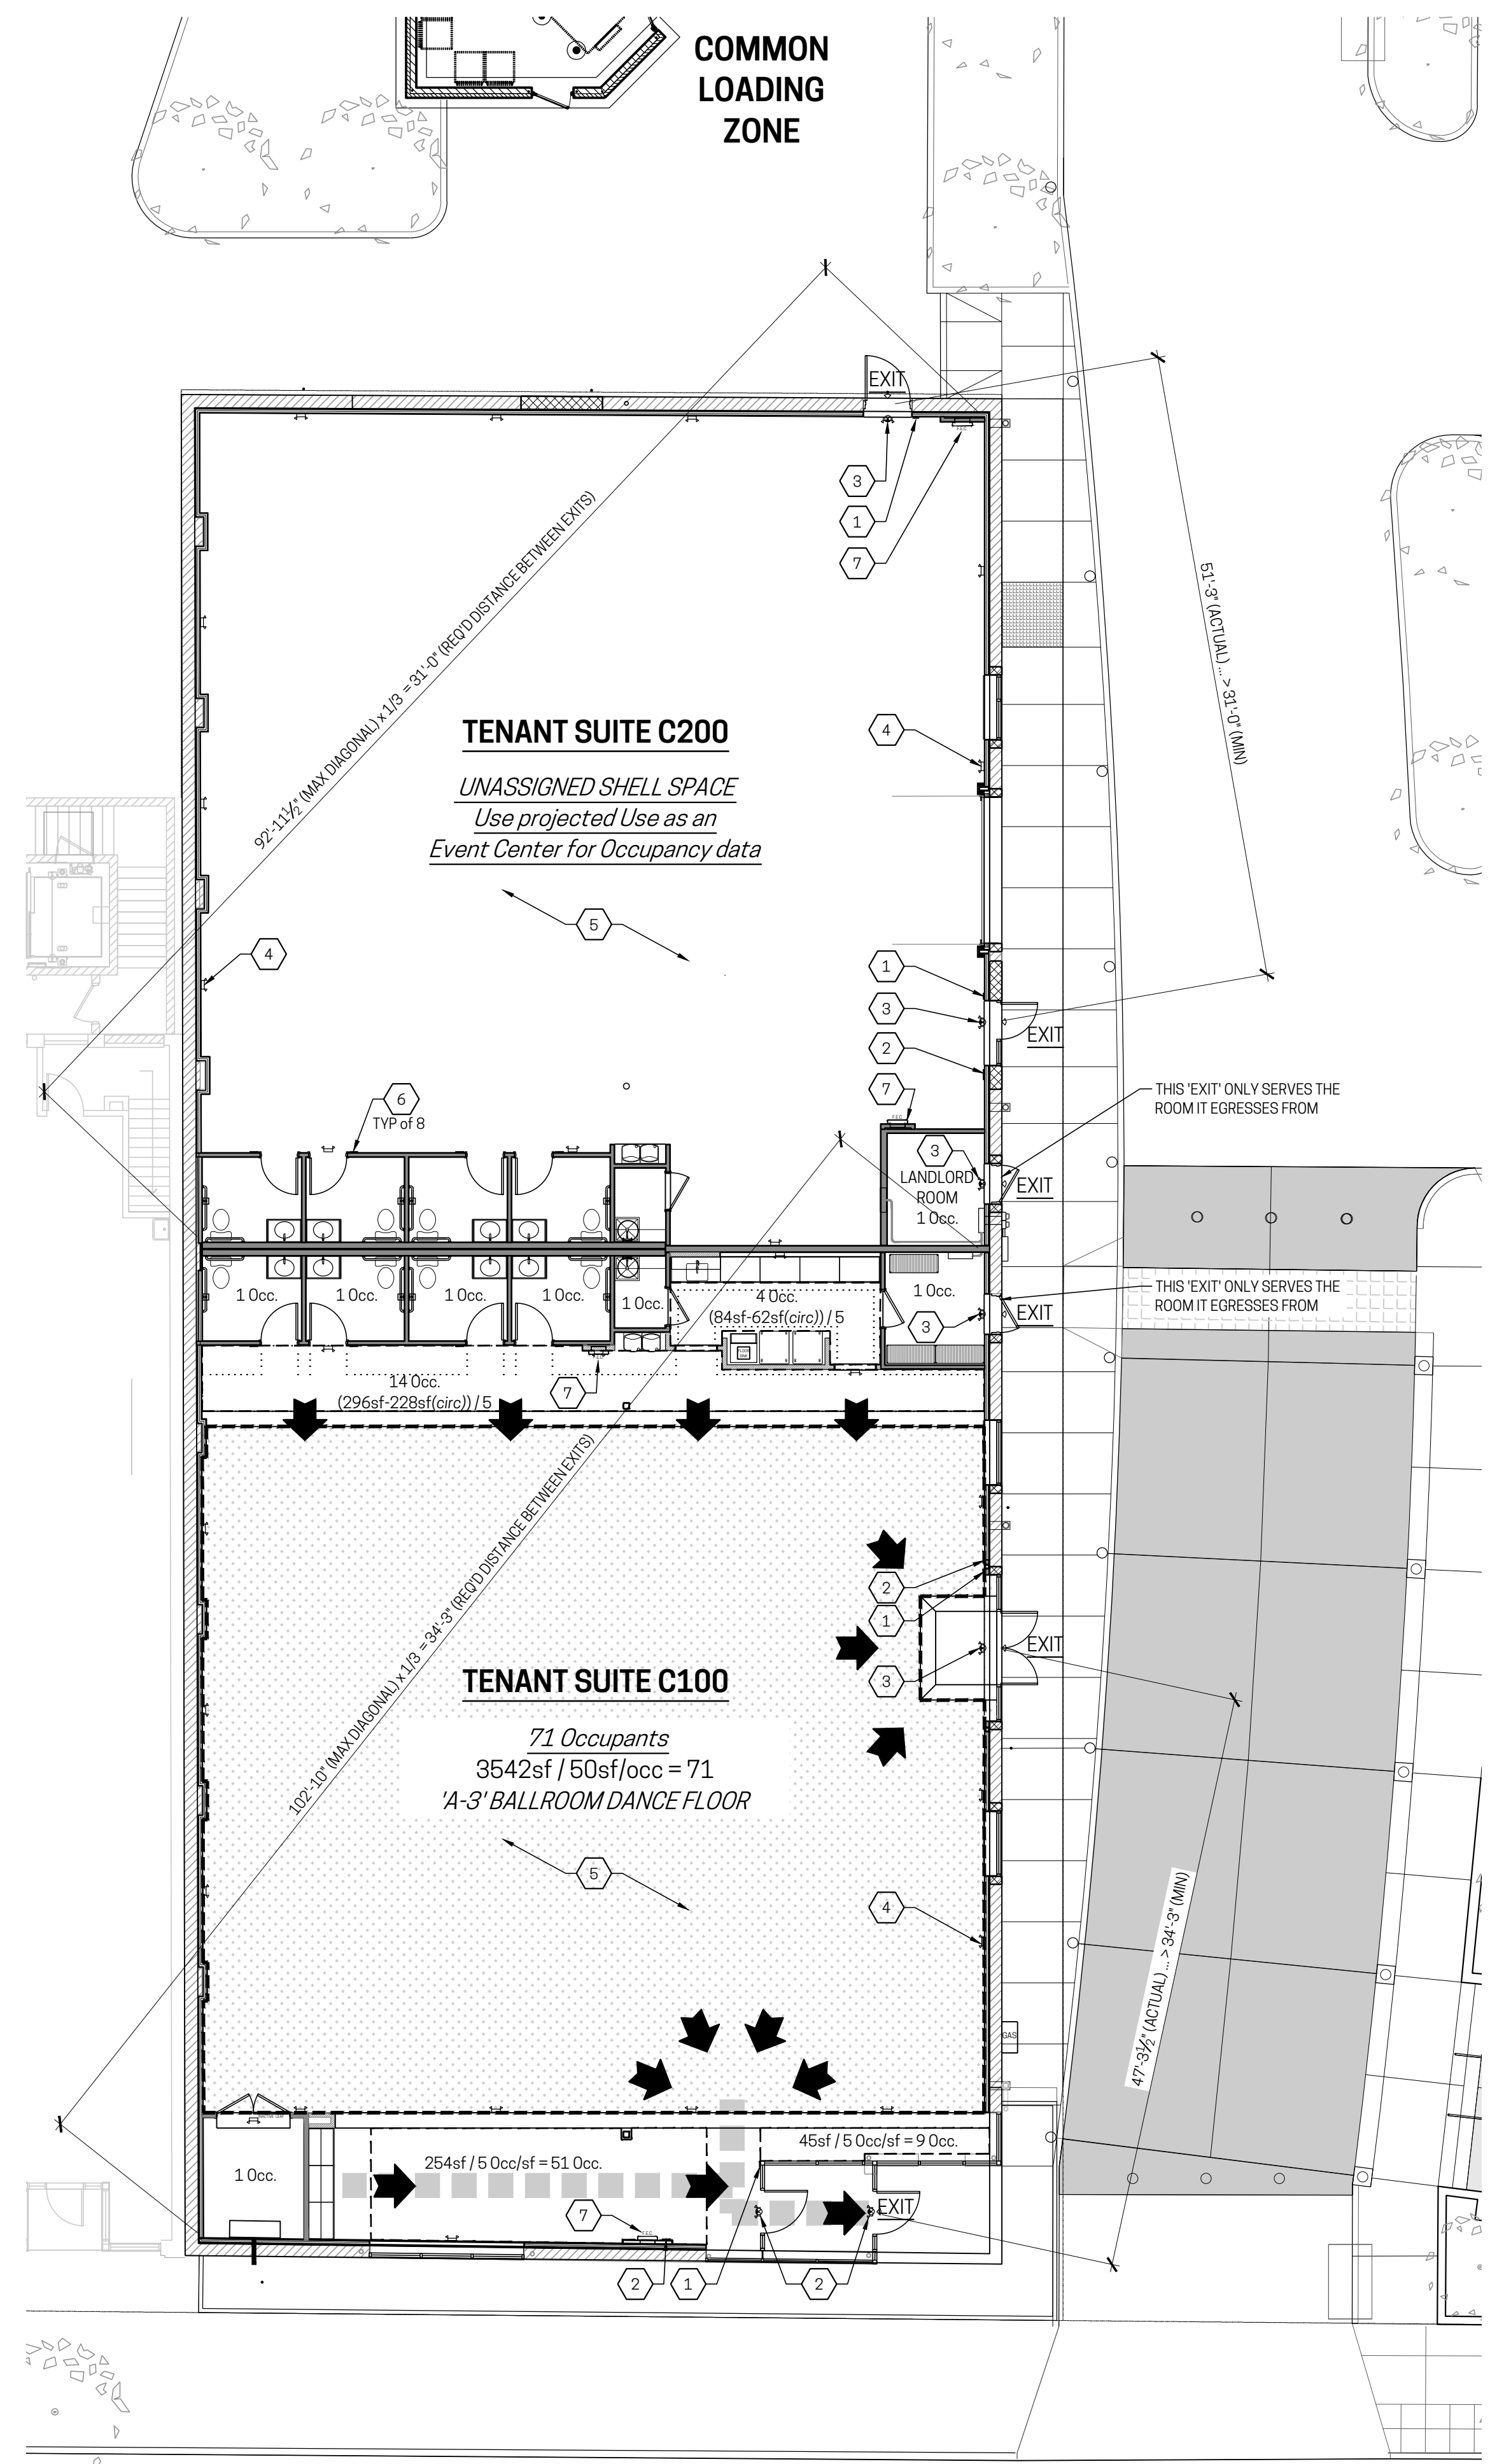 COMMON
LOADING
ZONE
EXIT
F.E.C.
3
1
7
92'-11½" (MAX DIAGONAL) x 1/3 = 31'-0" (REQ'D DISTANCE BETWEEN EXITS)
51'-3" (ACTUAL) ... > 31'-0" (MIN)
TENANT SUITE C200
UNASSIGNED SHELL SPACE
Use projected Use as an
Event Center for Occupancy data
4
5
4
1
3
EXIT
2
7
F.E.C.
6
TYP of 8
THIS 'EXIT' ONLY SERVES THE
ROOM IT EGRESSES FROM
3
LANDLORD
ROOM
1 Occ.
EXIT
1 Occ.
1 Occ.
1 Occ.
1 Occ.
1 Occ.
4 Occ.
(84sf-62sf(circ)) / 5
1 Occ.
3
EXIT
THIS 'EXIT' ONLY SERVES THE
ROOM IT EGRESSES FROM
14 Occ.
(296sf-228sf(circ)) / 5
7
102'-10" (MAX DIAGONAL) x 1/3 = 34'-3" (REQ'D DISTANCE BETWEEN EXITS)
2
1
EXIT
3
TENANT SUITE C100
71 Occupants
3542sf / 50sf/occ = 71
'A-3' BALLROOM DANCE FLOOR
5
4
47'-3½" (ACTUAL) ... > 34'-3" (MIN)
GAS
1 Occ.
254sf / 5 Occ/sf = 51 Occ.
45sf / 5 Occ/sf = 9 Occ.
7
F.E.C.
EXIT
2
1
2